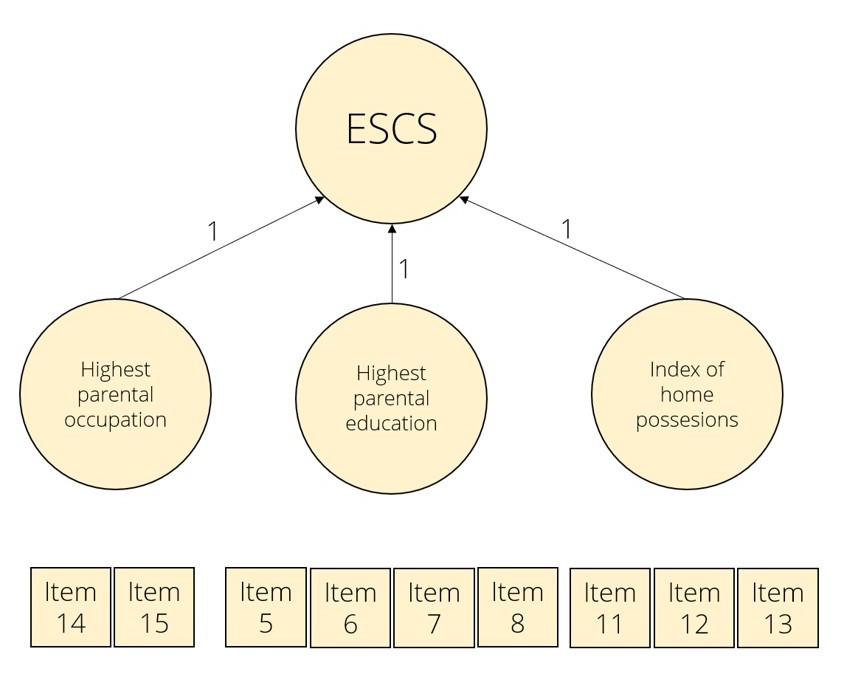 ESCS
1
1
1
Highest
parental
occupation
Highest
parental
education
Index of
home
possesions
Item
14
Item
15
Item
5
Item
6
Item
7
Item
8
Item
11
Item
12
Item
13